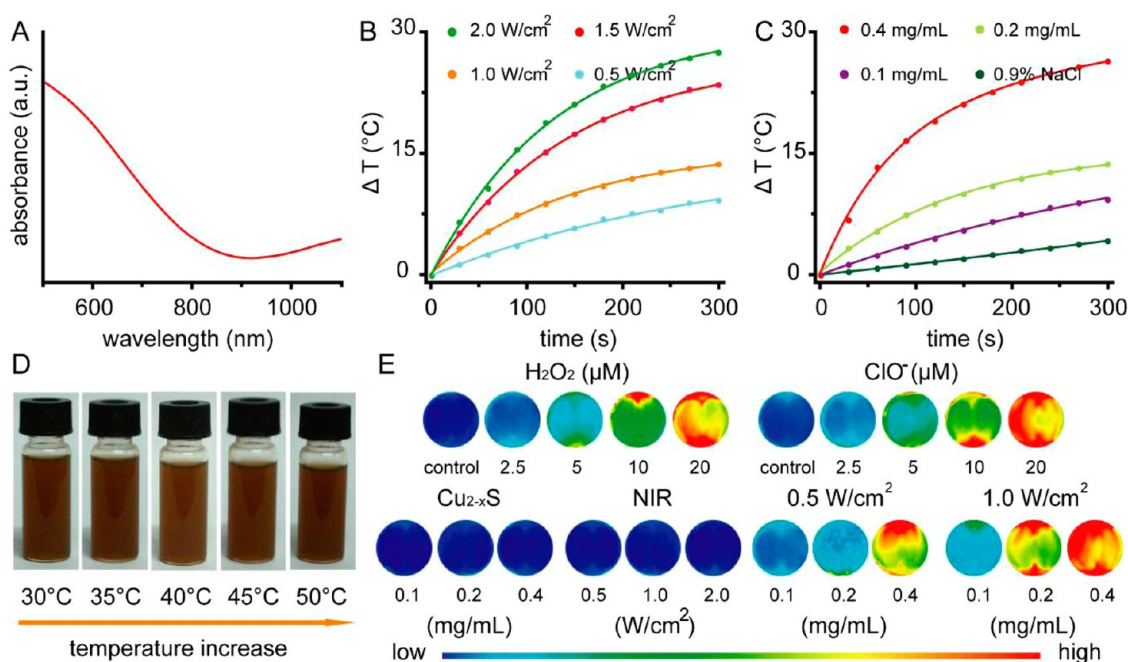 A
absorbance (a.u.)
600 800 1000
wavelength (nm)
B
30
15
0
Δ T (°C)
2.0 W/cm²
1.5 W/cm²
1.0 W/cm²
0.5 W/cm²
0 100 200 300
time (s)
C
30
15
0
Δ T (°C)
0.4 mg/mL
0.2 mg/mL
0.1 mg/mL
0.9% NaCl
0 100 200 300
time (s)
D
30°C 35°C 40°C 45°C 50°C
temperature increase
E
H₂O₂ (μM)
control 2.5 5 10 20
ClO⁻(μM)
control 2.5 5 10 20
Cu₂₋ₓS
0.1 0.2 0.4
(mg/mL)
NIR
0.5 1.0 2.0
(W/cm²)
0.5 W/cm²
0.1 0.2 0.4
(mg/mL)
1.0 W/cm²
0.1 0.2 0.4
(mg/mL)
low high